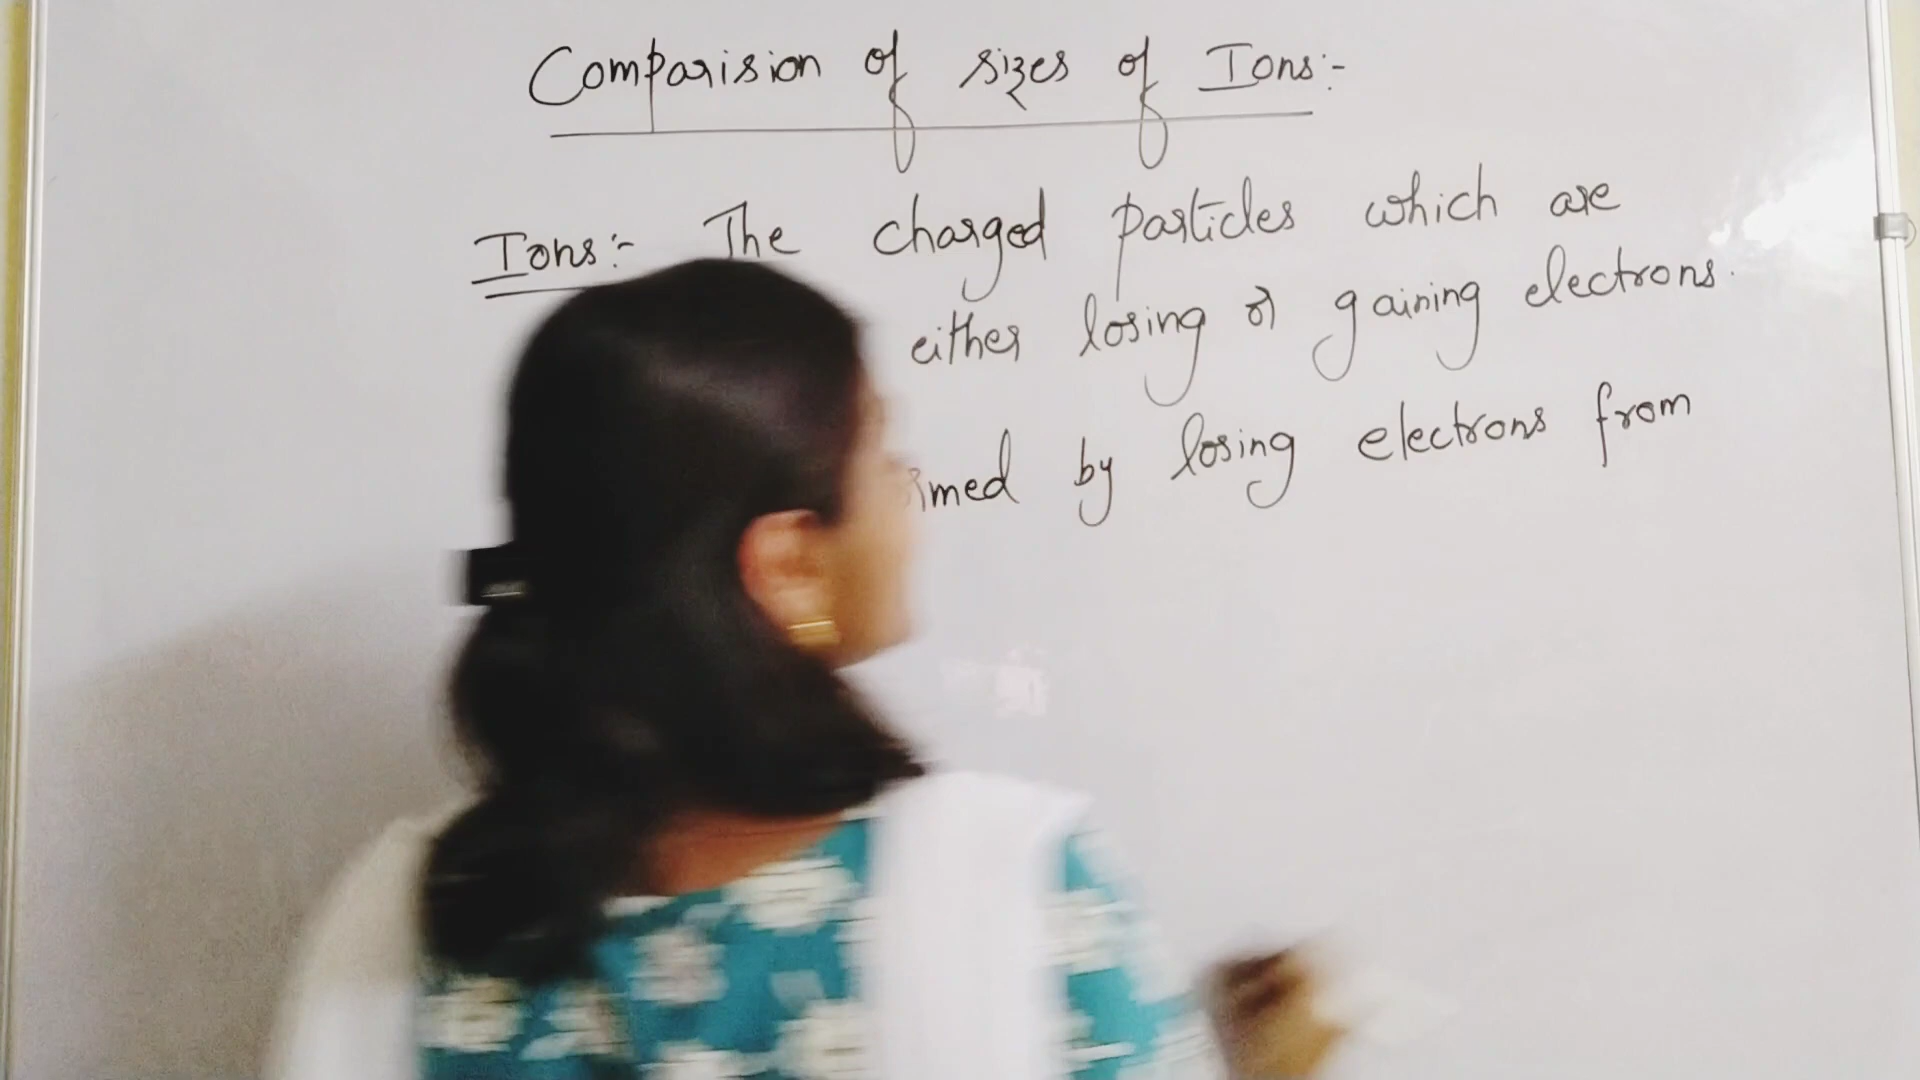 Comparision of sizes of Ions:-
Ions:- The charged particles which are
either losing or gaining electrons.
by losing electrons from